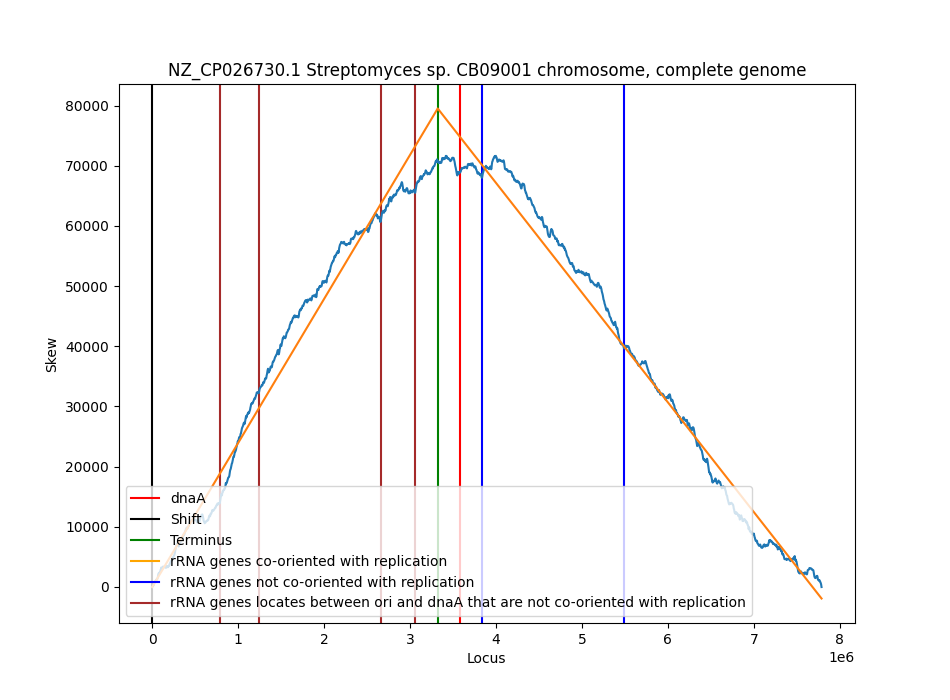 NZ_CP026730.1 Streptomyces sp. CB09001 chromosome, complete genome
80000
70000
60000
50000
40000
30000
20000
10000
0
Skew
dnaA
Shift
Terminus
rRNA genes co-oriented with replication
rRNA genes not co-oriented with replication
rRNA genes locates between ori and dnaA that are not co-oriented with replication
0 1 2 3 4 5 6 7 8
1e6
Locus